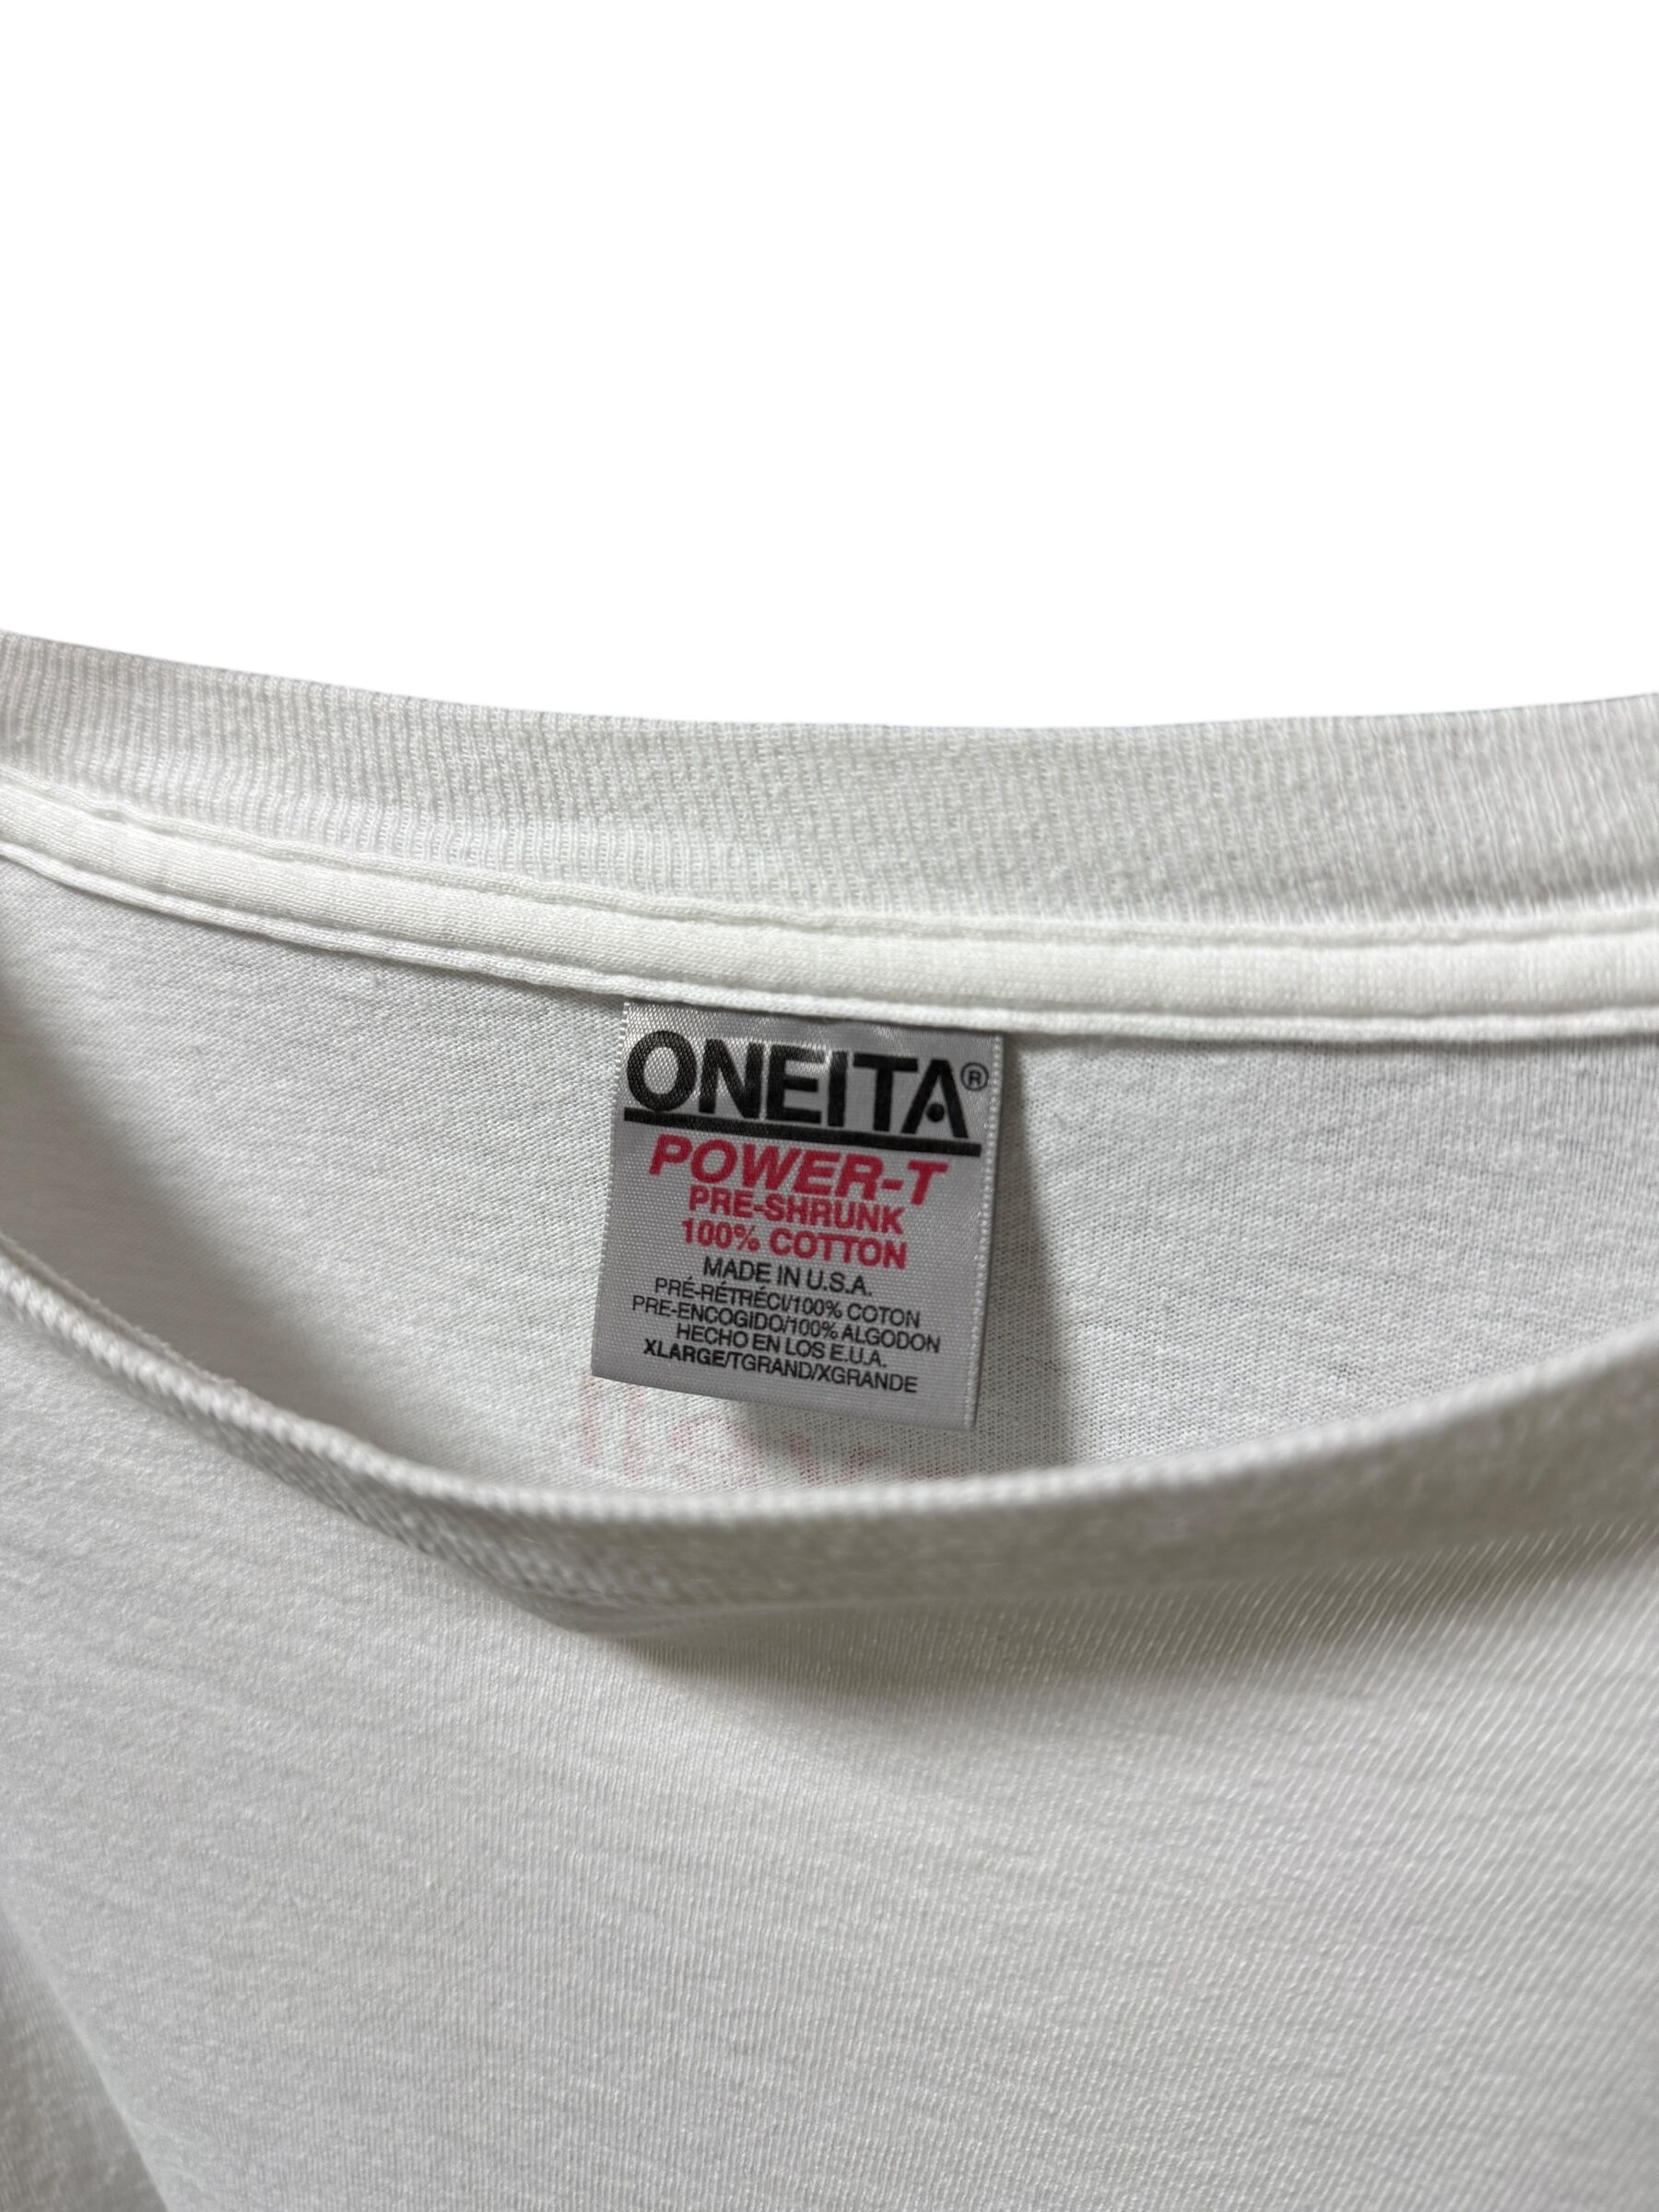 ONEITA®
POWER-T
PRE-SHRUNK
100% COTTON
MADE IN U.S.A.
PRÉ-RÉTRÉCI/100% COTON
PRE-ENCOGIDO/100% ALGODON
HECHO EN LOS E.U.A.
XLARGE/TGRAND/XGRANDE